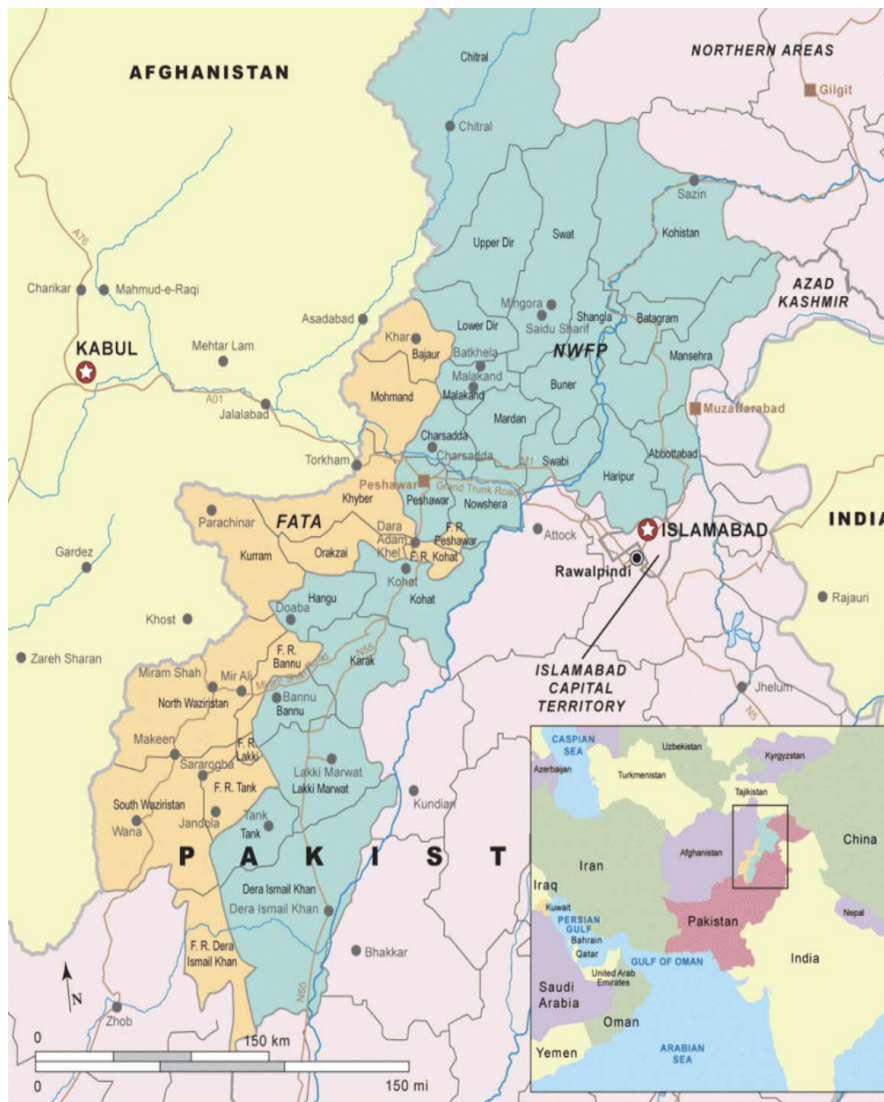 AFGHANISTAN
Chitral
NORTHERN AREAS
Gilgit
Chitral
Sazin
Kohistan
Upper Dir
Swat
A76
Charikar
Mahmud-e-Raqi
Asadabad
Mingora
Saidu Sharif
Shangla
Batagram
AZAD
KASHMIR
Lower Dir
Khar
Bajaur
KABUL
Mehtar Lam
Batkhela
NWFP
Mansehra
Malakand
Malakand
Buner
Mohmand
A01
Jalalabad
Mardan
Muzaffarabad
Charsadda
Charsadda
Torkham
M1
Swabi
Haripur
Abbottabad
Peshawar
Grand Trunk Road
Khyber
Peshawar
Nowshera
Parachinar
FATA
F. R.
Peshawar
ISLAMABAD
INDIA
Dara
Adam
Khel
Attock
Kurram
Orakzai
F. R. Kohat
Rawalpindi
Gardez
Kohat
Kohat
Hangu
Doaba
Rajauri
Khost
Zareh Sharan
F. R.
Bannu
N55
Karak
ISLAMABAD
CAPITAL
TERRITORY
Miram Shah
Mir Ali
Jhelum
North Waziristan
Bannu
Bannu
N5
Makeen
F. R.
Lakki
Sararogha
Lakki Marwat
Lakki Marwat
F. R. Tank
South Waziristan
Kundian
Wana
Jandola
Tank
Tank
PAKIST
Dera Ismail Khan
Dera Ismail Khan
F. R. Dera
Ismail Khan
Bhakkar
N
N55
Zhob
0
150 km
0
150 mi
CASPIAN
SEA
Uzbekistan
Kyrgyzstan
Azerbaijan
Turkmenistan
Tajikistan
China
Iran
Afghanistan
Iraq
Kuwait
PERSIAN
GULF
Pakistan
Nepal
Bahrain
Qatar
GULF OF OMAN
India
Saudi
Arabia
United Arab
Emirates
Oman
Yemen
ARABIAN
SEA